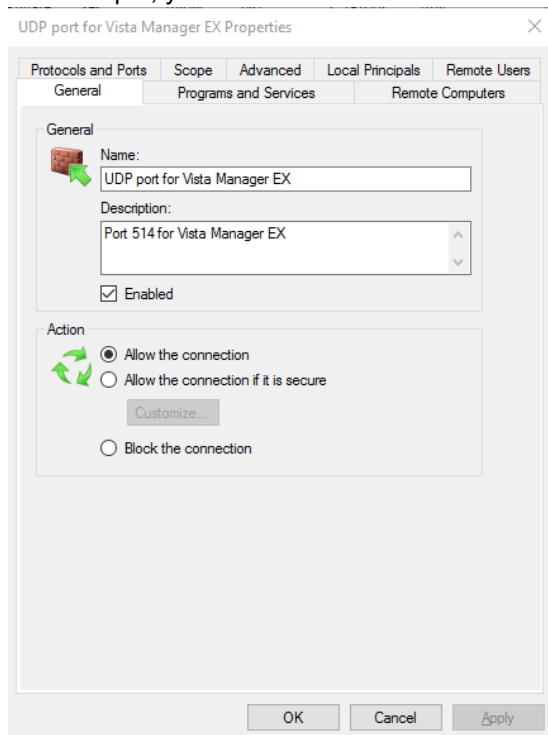 UDP port for Vista Manager EX Properties
Protocols and Ports Scope Advanced Local Principals Remote Users
General Programs and Services Remote Computers
General
Name:
UDP port for Vista Manager EX
Description:
Port 514 for Vista Manager EX
Enabled
Action
Allow the connection
Allow the connection if it is secure
Customize...
Block the connection
OK Cancel Apply